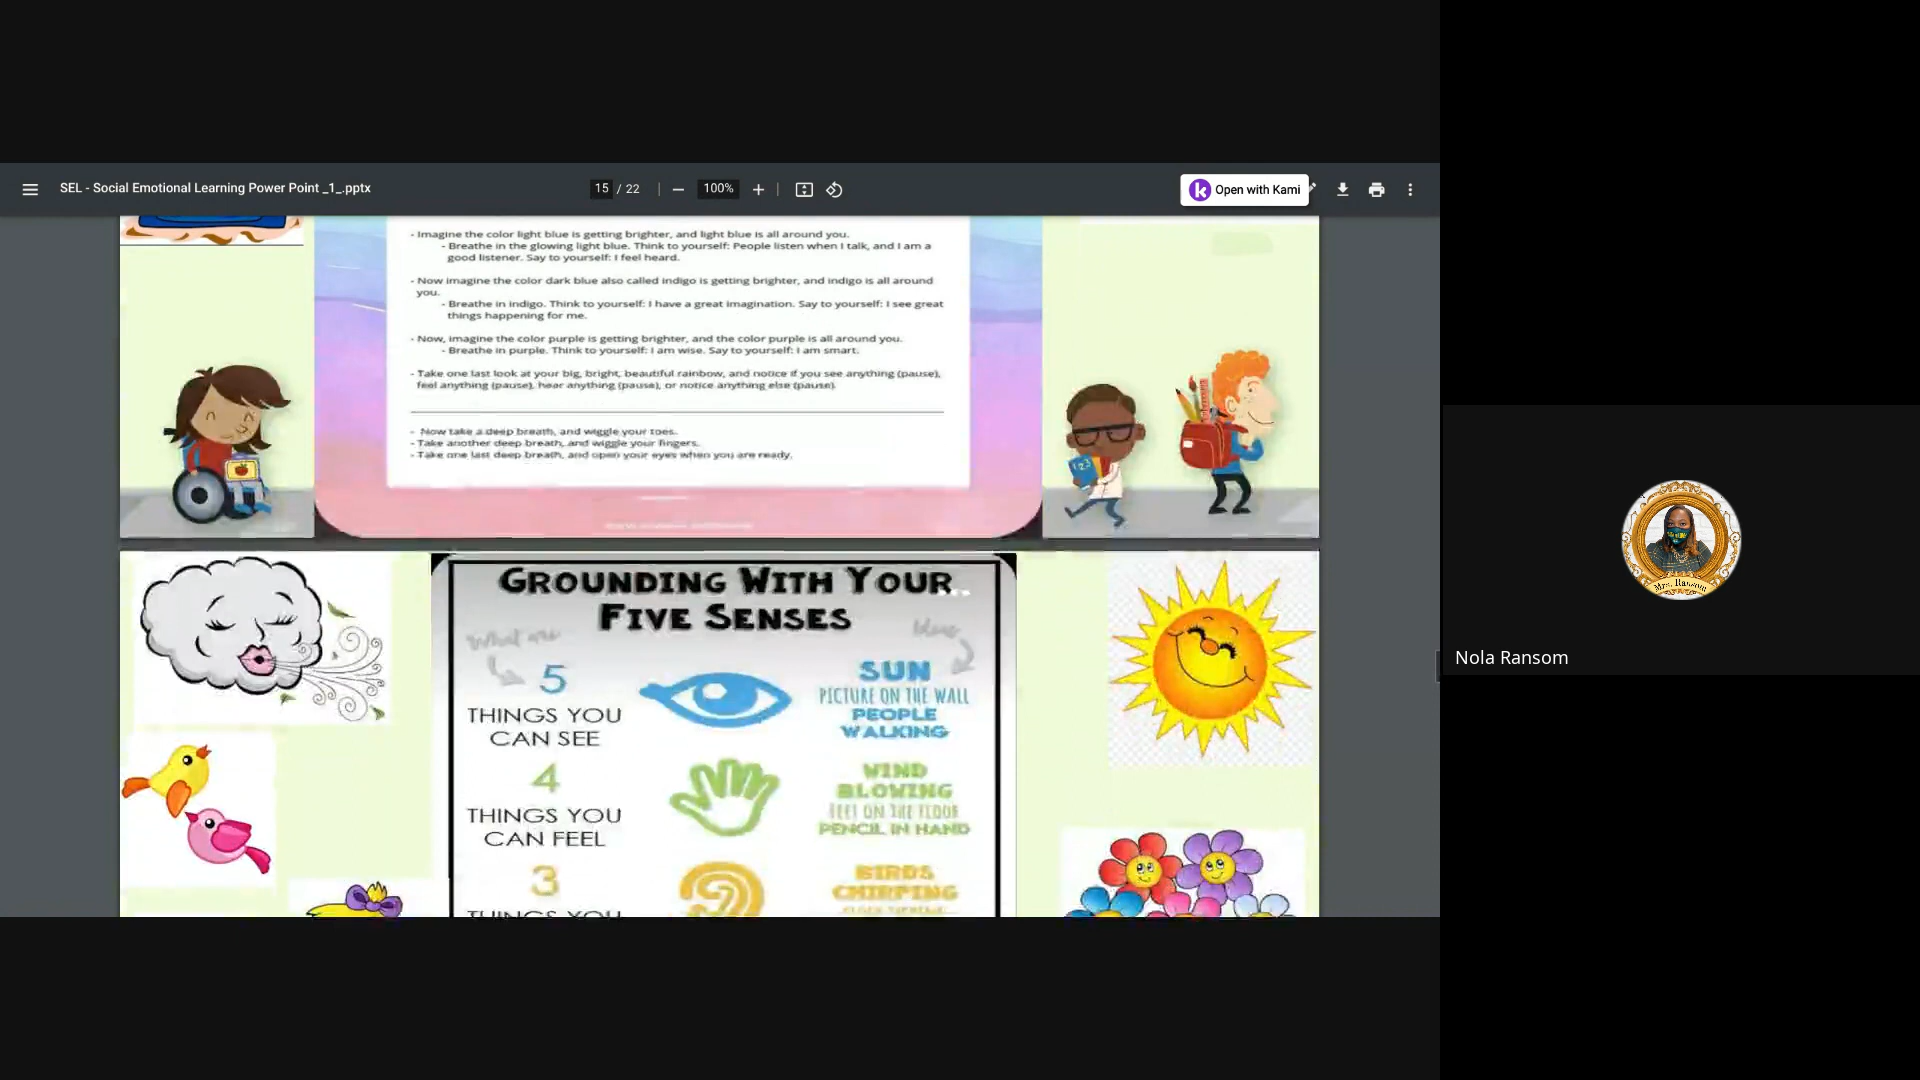 SEL - Social Emotional Learning Power Point _1_.pptx
15 / 22
100%
Open with Kami
- Imagine the color light blue is getting brighter, and light blue is all around you.
- Breathe in the glowing light blue. Think to yourself: People listen when I talk, and I am a
good listener. Say to yourself: I feel heard.
- Now imagine the color dark blue also called indigo is getting brighter, and indigo is all around
you.
- Breathe in indigo. Think to yourself: I have a great imagination. Say to yourself: I see great
things happening for me.
- Now, imagine the color purple is getting brighter, and the color purple is all around you.
- Breathe in purple. Think to yourself: I am wise. Say to yourself: I am smart.
- Take one last look at your big, bright, beautiful rainbow, and notice if you see anything (pause),
feel anything (pause), hear anything (pause), or notice anything else (pause).
- Now take a deep breath, and wiggle your toes.
- Take another deep breath, and wiggle your fingers.
- Take one last deep breath, and open your eyes when you are ready.
123
GROUNDING WITH YOUR
FIVE SENSES
What are
Ideas
5
THINGS YOU
CAN SEE
SUN
PICTURE ON THE WALL
PEOPLE
WALKING
4
THINGS YOU
CAN FEEL
WIND
BLOWING
FEET ON THE FLOOR
PENCIL IN HAND
3
THINGS YOU
BIRDS
CHIRPING
Mrs. Ransom
Nola Ransom